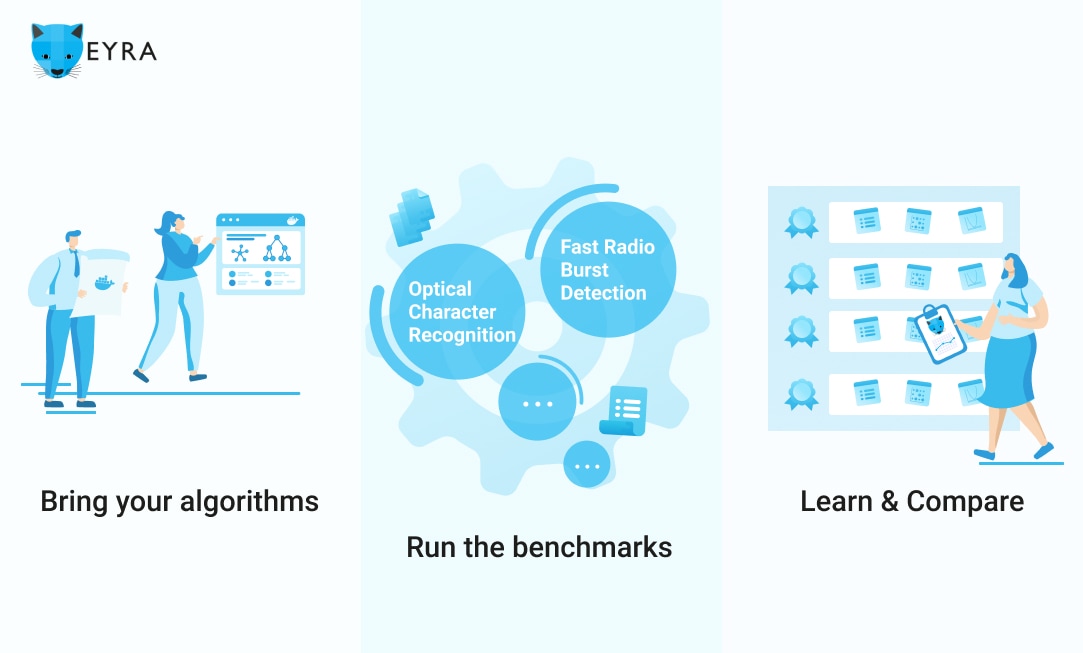 EYRA
Bring your algorithms
Optical
Character
Recognition
Fast Radio
Burst
Detection
...
...
Run the benchmarks
Learn & Compare